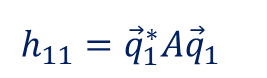 h₁₁ = q⃗₁* A q⃗₁